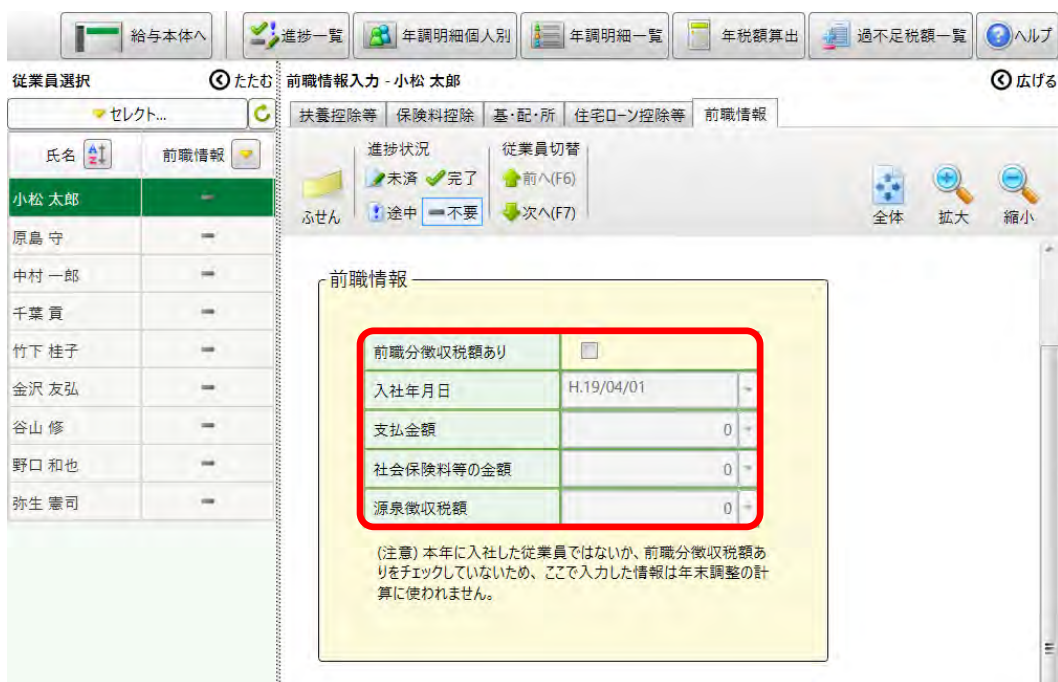 給与本体へ 進捗一覧 年調明細個人別 年調明細一覧 年税額算出 過不足税額一覧 ヘルプ
従業員選択 たたむ
セレクト...
氏名 前職情報
小松 太郎
原島 守
中村 一郎
千葉 貢
竹下 桂子
金沢 友弘
谷山 修
野口 和也
弥生 憲司
前職情報入力 - 小松 太郎 広げる
扶養控除等 保険料控除 基・配・所 住宅ローン控除等 前職情報
ふせん
進捗状況
未済 完了
途中 不要
従業員切替
前へ(F6)
次へ(F7)
全体 拡大 縮小
前職情報
前職分徴収税額あり
入社年月日 H.19/04/01
支払金額 0
社会保険料等の金額 0
源泉徴収税額 0
(注意) 本年に入社した従業員ではないか、前職分徴収税額あ
りをチェックしていないため、ここで入力した情報は年末調整の計
算に使われません。